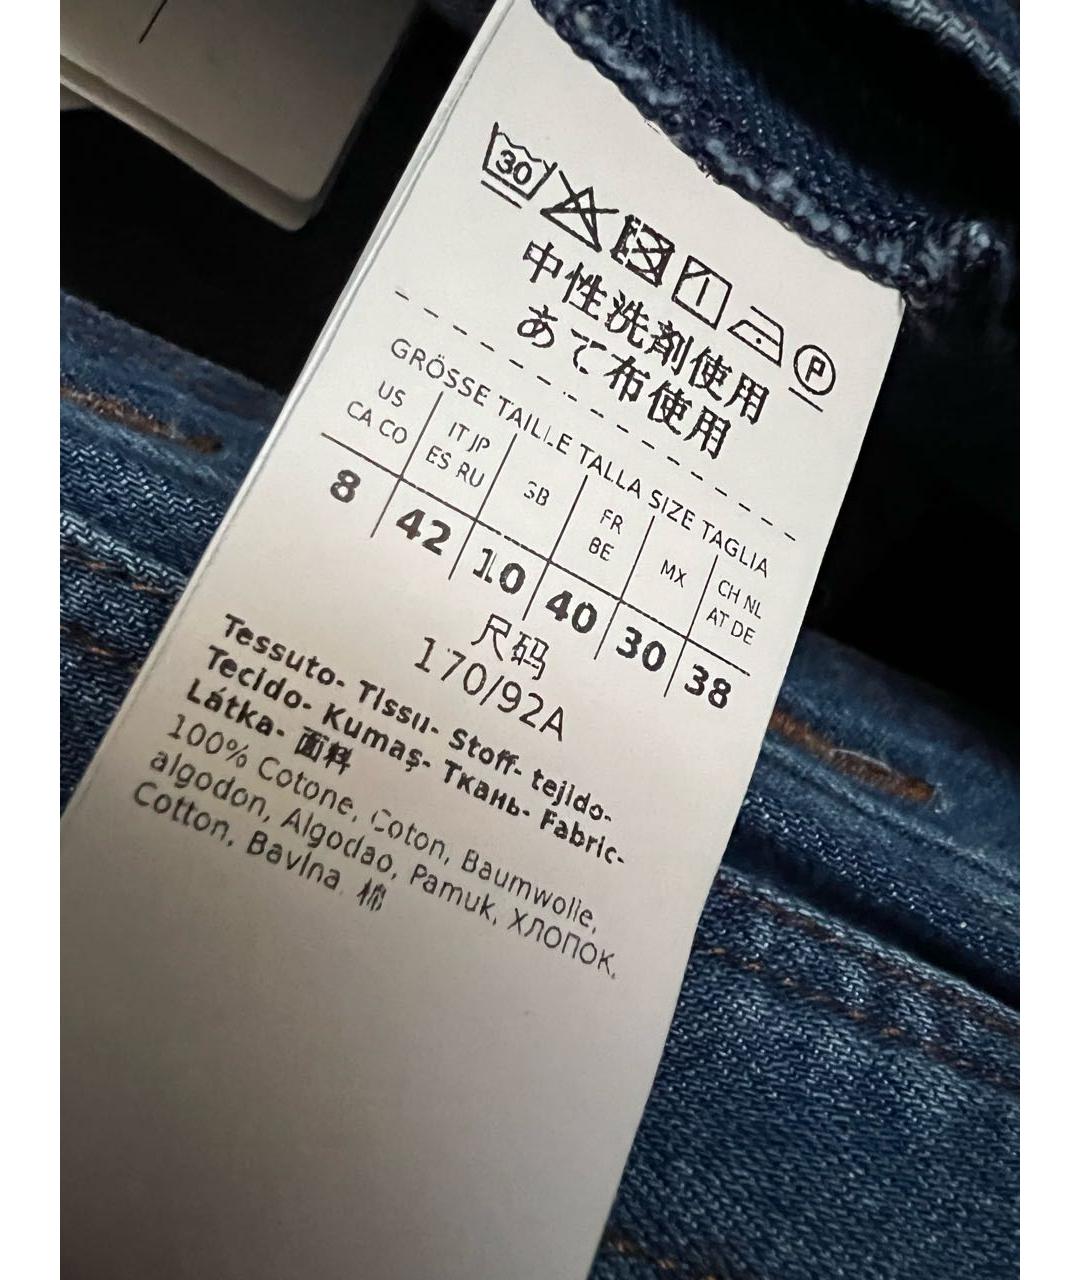 30
P
中性洗剤使用
あて布使用
GRÖSSE TAILLE TALLA SIZE TAGLIA
US CA CO
IT JP ES RU
GB
FR BE
MX
CH NL AT DE
8 42 10 40 30 38
尺码
170/92A
Tessuto- Tissu- Stoff- tejido-
Tecido- Kumaş- Ткань- Fabric-
Látka- 面料
100% Cotone, Coton, Baumwolle,
algodon, Algodao, Pamuk, ХЛОПОК,
Cotton, Bavlna, 棉